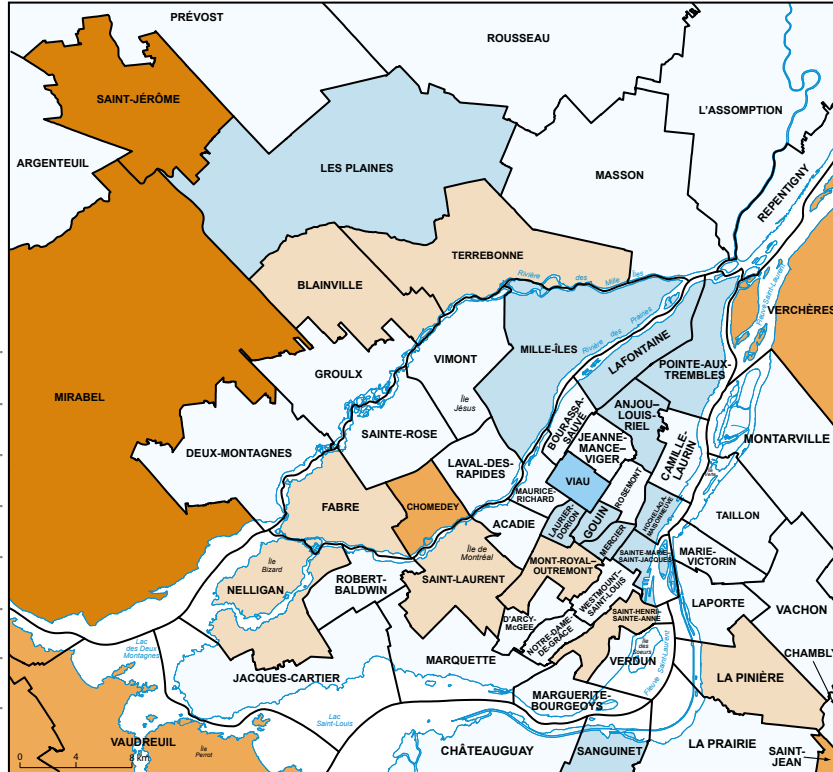 PRÉVOST
ROUSSEAU
SAINT-JÉRÔME
L'ASSOMPTION
ARGENTEUIL
LES PLAINES
MASSON
REPENTIGNY
TERREBONNE
Rivière des Mille Îles
BLAINVILLE
Fleuve Saint-Laurent
VERCHÈRES
Rivière des Prairies
VIMONT
MILLE-ÎLES
LAFONTAINE
POINTE-AUX-
TREMBLES
GROULX
MIRABEL
Île
Jésus
ANJOU–
LOUIS-
RIEL
SAINTE-ROSE
BOURASSA-
SAUVÉ
JEANNE-
MANCE–
VIGER
CAMILLE-
LAURIN
MONTARVILLE
DEUX-MONTAGNES
LAVAL-DES-
RAPIDES
VIAU
ROSEMONT
MAURICE-
RICHARD
FABRE
CHOMEDEY
LAURIER-
DORION
GOUIN
HOCHELAGA-
MAISONNEUVE
TAILLON
ACADIE
MERCIER
Île de
Montréal
SAINTE-MARIE–
SAINT-JACQUES
MARIE-
VICTORIN
Île
Bizard
MONT-ROYAL–
OUTREMONT
NELLIGAN
ROBERT-
BALDWIN
SAINT-LAURENT
WESTMOUNT–
SAINT-LOUIS
LAPORTE
VACHON
D'ARCY-
McGEE
NOTRE-DAME-
DE-GRÂCE
SAINT-HENRI–
SAINTE-ANNE
Lac
des Deux
Montagnes
Île
des
Soeurs
VERDUN
Fleuve Saint-Laurent
CHAMBLY
JACQUES-CARTIER
MARQUETTE
LA PINIÈRE
MARGUERITE-
BOURGEOYS
Lac
Saint-Louis
VAUDREUIL
Île
Perrot
CHÂTEAUGUAY
SANGUINET
LA PRAIRIE
SAINT-
JEAN
0 4 8 km